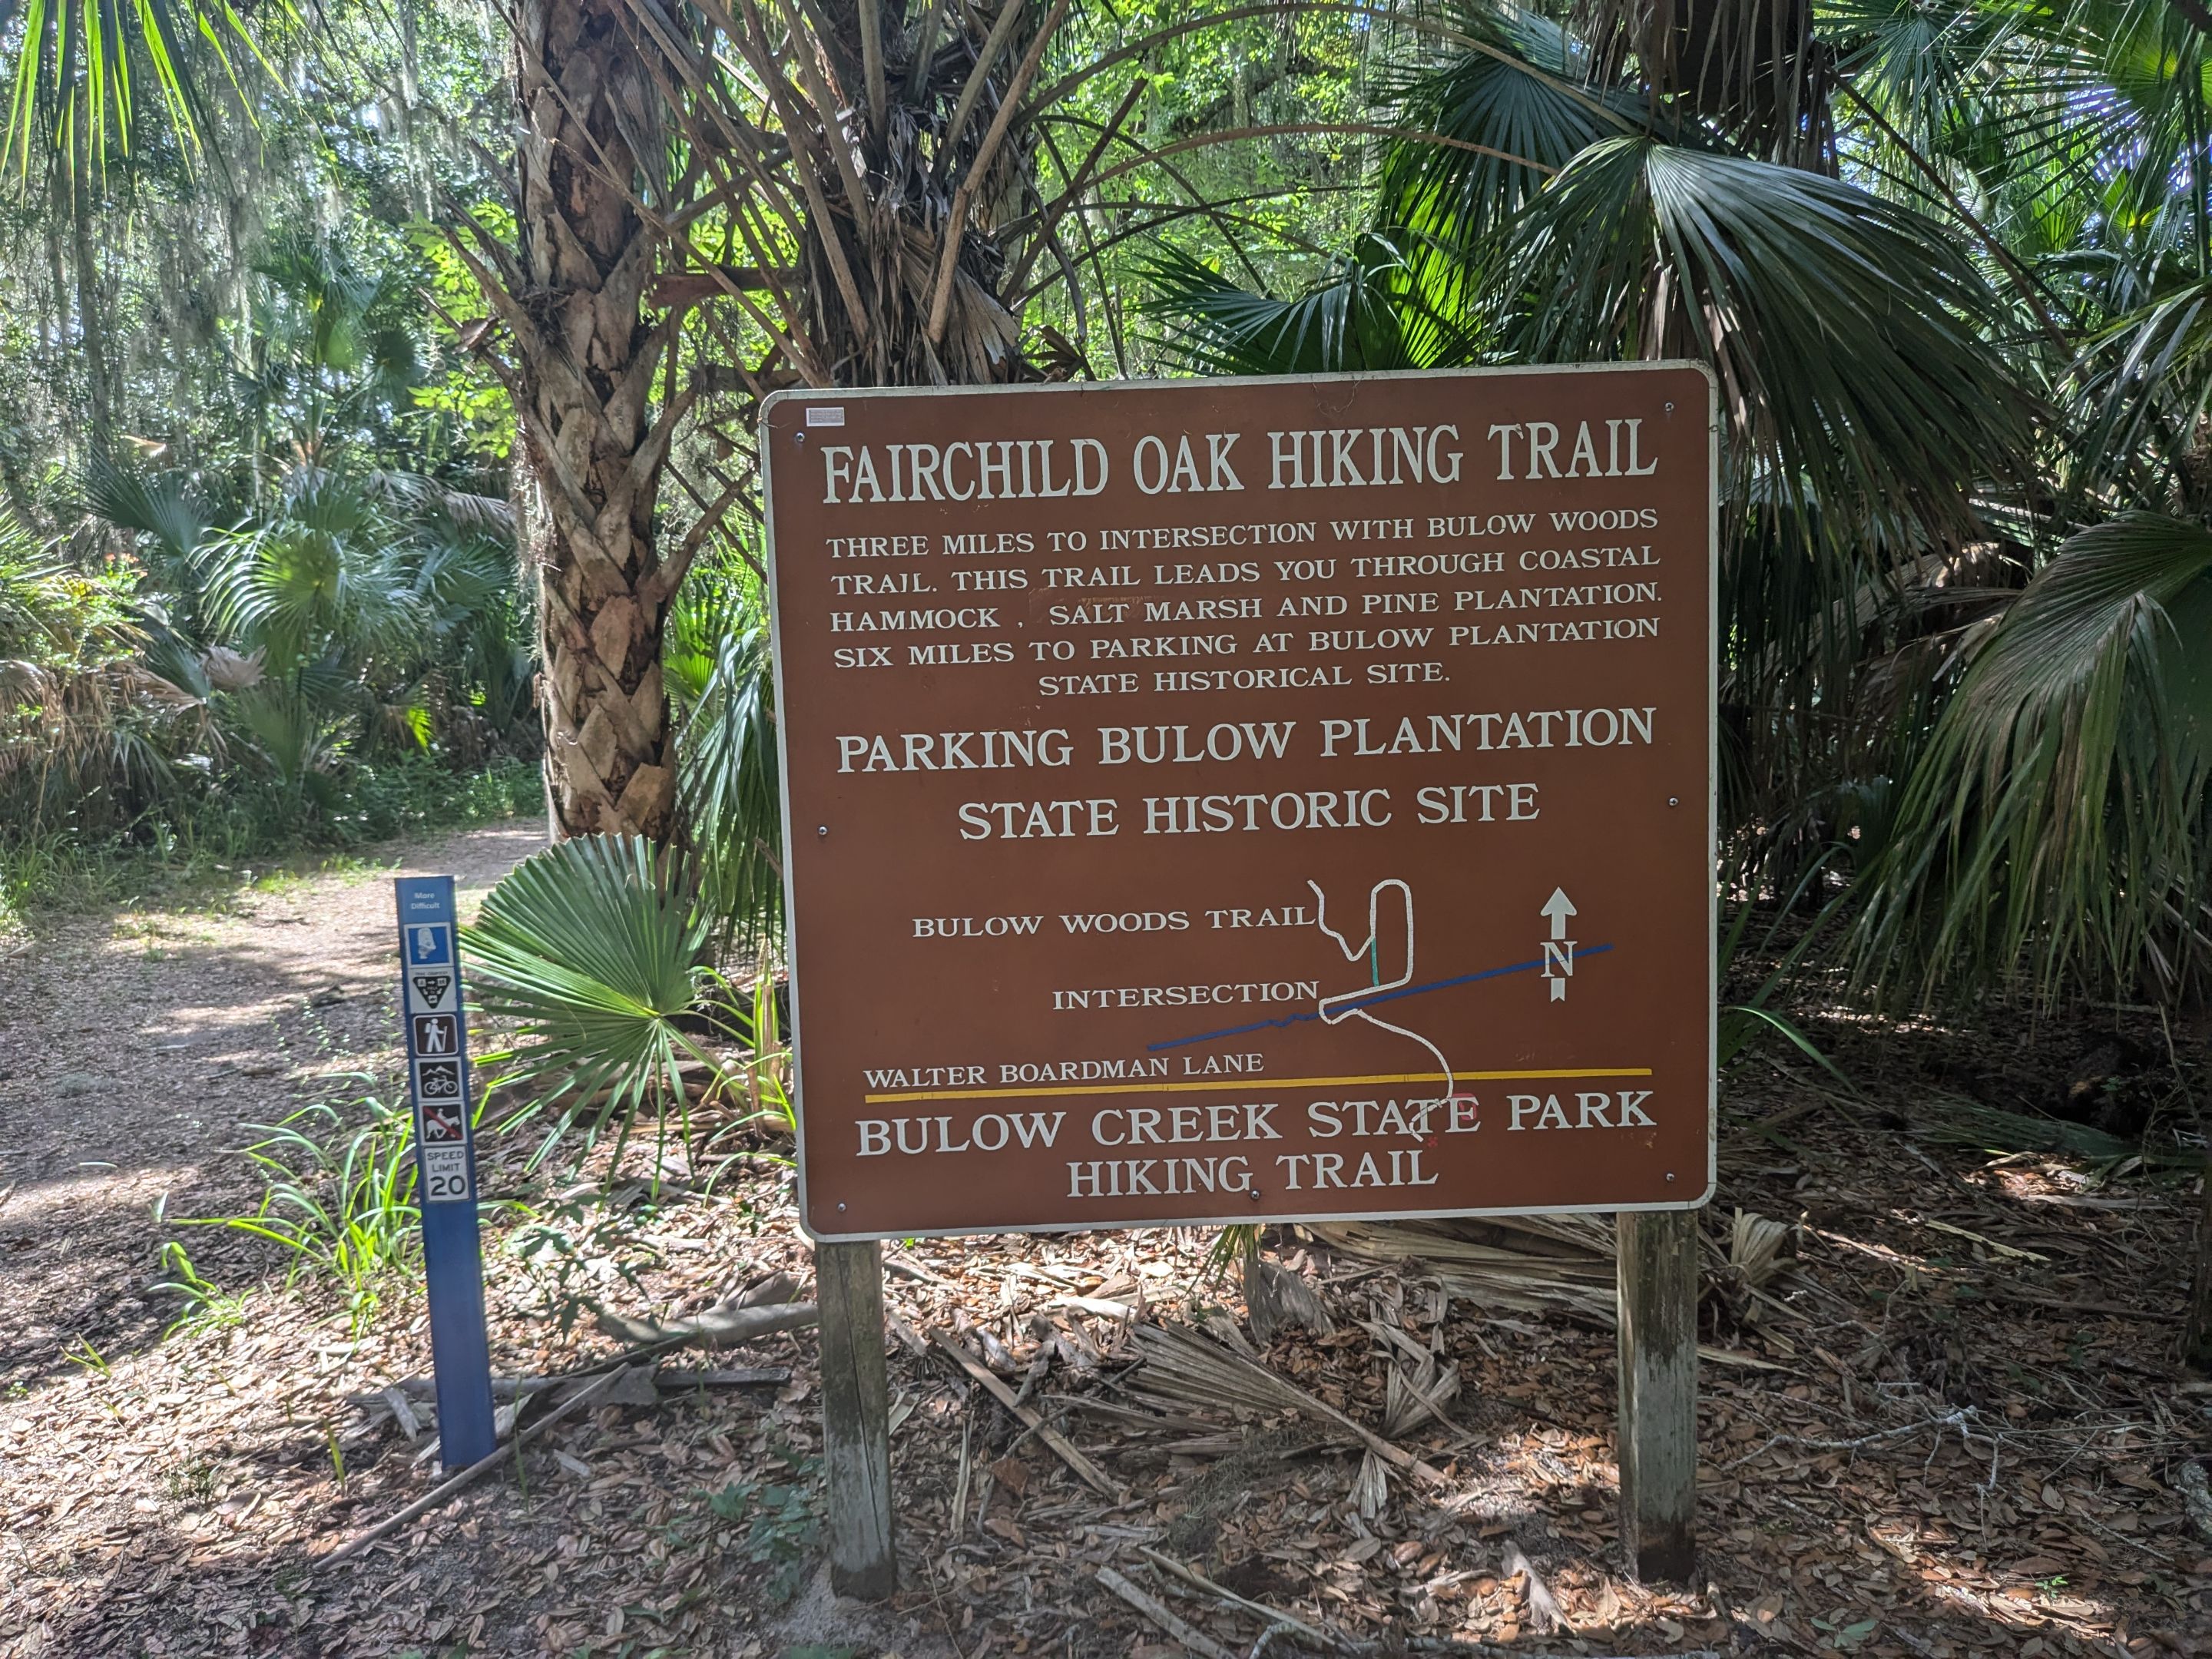 FAIRCHILD OAK HIKING TRAIL
THREE MILES TO INTERSECTION WITH BULOW WOODS
TRAIL. THIS TRAIL LEADS YOU THROUGH COASTAL
HAMMOCK , SALT MARSH AND PINE PLANTATION.
SIX MILES TO PARKING AT BULOW PLANTATION
STATE HISTORICAL SITE.
PARKING BULOW PLANTATION
STATE HISTORIC SITE
BULOW WOODS TRAIL
INTERSECTION
N
WALTER BOARDMAN LANE
BULOW CREEK STATE PARK
HIKING TRAIL
More
Difficult
SPEED
LIMIT
20